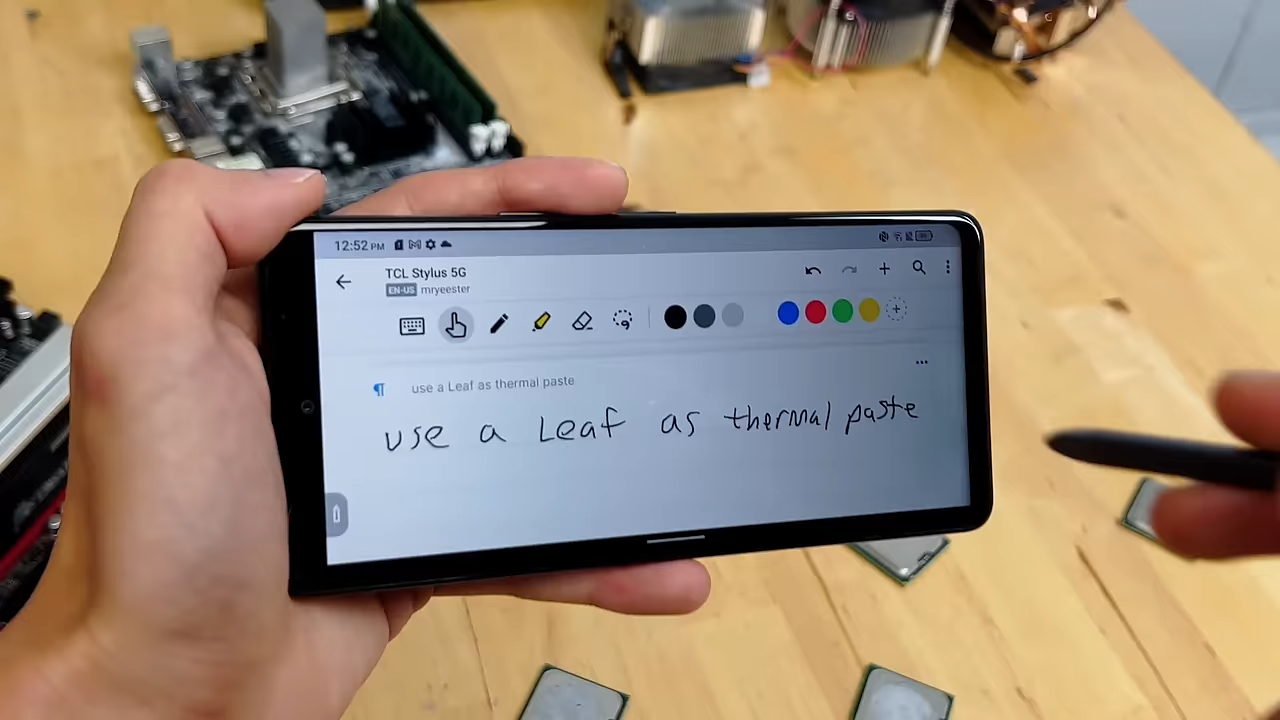 12:52 PM
TCL Stylus 5G
EN-US mryeester
use a Leaf as thermal paste
use a Leaf as thermal paste